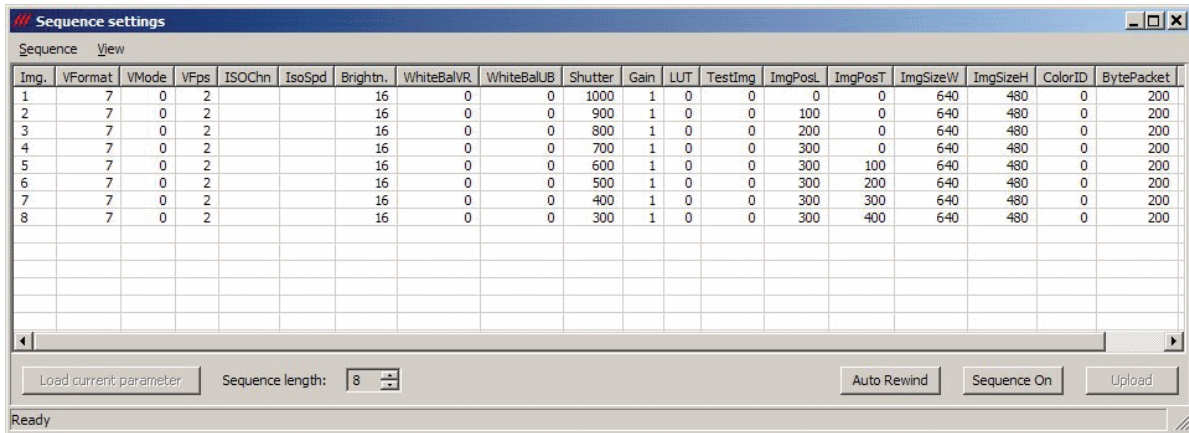 Sequence settings
Sequence View
Img. VFormat VMode VFps ISOChn IsoSpd Brightn. WhiteBalVR WhiteBalUB Shutter Gain LUT TestImg ImgPosL ImgPosT ImgSizeW ImgSizeH ColorID BytePacket
1 7 0 2 16 0 0 1000 1 0 0 0 0 640 480 0 200
2 7 0 2 16 0 0 900 1 0 0 100 0 640 480 0 200
3 7 0 2 16 0 0 800 1 0 0 200 0 640 480 0 200
4 7 0 2 16 0 0 700 1 0 0 300 0 640 480 0 200
5 7 0 2 16 0 0 600 1 0 0 300 100 640 480 0 200
6 7 0 2 16 0 0 500 1 0 0 300 200 640 480 0 200
7 7 0 2 16 0 0 400 1 0 0 300 300 640 480 0 200
8 7 0 2 16 0 0 300 1 0 0 300 400 640 480 0 200
Load current parameter Sequence length: 8 Auto Rewind Sequence On Upload
Ready